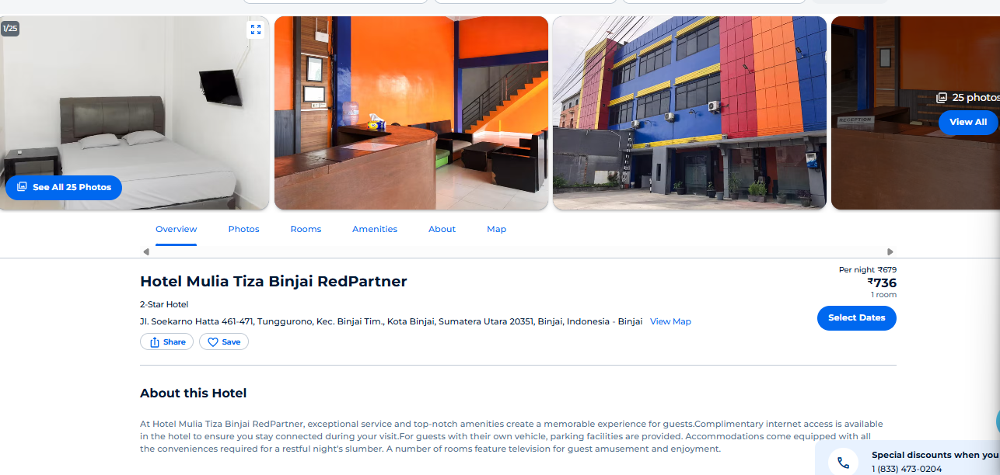 1/25
See All 25 Photos
RECEPTION
25 photos
View All
Overview
Photos
Rooms
Amenities
About
Map
Per night ₹679
Hotel Mulia Tiza Binjai RedPartner
₹736
1 room
2-Star Hotel
Jl. Soekarno Hatta 461-471, Tunggurono, Kec. Binjai Tim., Kota Binjai, Sumatera Utara 20351, Binjai, Indonesia - Binjai View Map
Select Dates
Share
Save
About this Hotel
At Hotel Mulia Tiza Binjai RedPartner, exceptional service and top-notch amenities create a memorable experience for guests.Complimentary internet access is available
in the hotel to ensure you stay connected during your visit.For guests with their own vehicle, parking facilities are provided. Accommodations come equipped with all
the conveniences required for a restful night's slumber. A number of rooms feature television for guest amusement and enjoyment.
Special discounts when you
1 (833) 473-0204